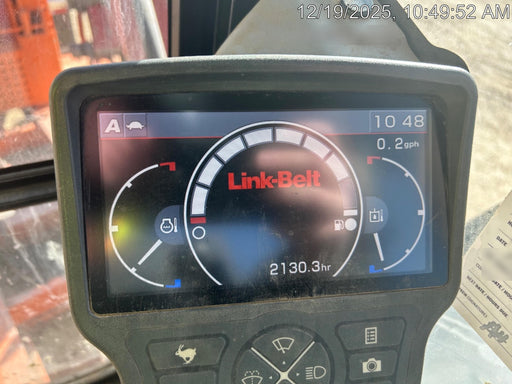 12/19/2025, 10:49:52 AM
A
10 48
0.2gph
Link-Belt
2130.3hr